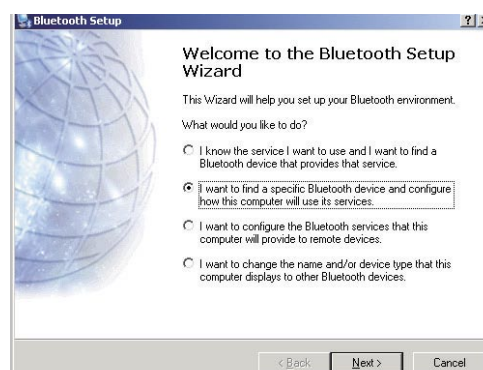 Bluetooth Setup
Welcome to the Bluetooth Setup
Wizard
This Wizard will help you set up your Bluetooth environment.
What would you like to do?
I know the service I want to use and I want to find a
Bluetooth device that provides that service.
I want to find a specific Bluetooth device and configure
how this computer will use its services.
I want to configure the Bluetooth services that this
computer will provide to remote devices.
I want to change the name and/or device type that this
computer displays to other Bluetooth devices.
< Back Next > Cancel